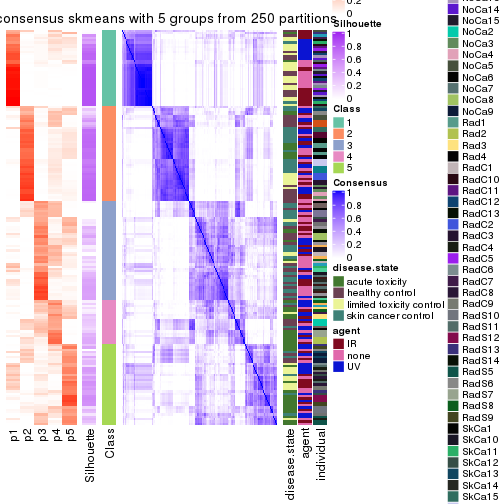 consensus skmeans with 5 groups from 250 partitions
0.2
0
Silhouette
1
0.8
0.6
0.4
0.2
0
Class
1
2
3
4
5
Consensus
1
0.8
0.6
0.4
0.2
0
disease.state
acute toxicity
healthy control
limited toxicity control
skin cancer control
agent
IR
none
UV
p1
p2
p3
p4
p5
Silhouette
Class
disease.state
agent
individual
NoCa14
NoCa15
NoCa2
NoCa3
NoCa5
NoCa6
NoCa7
NoCa8
NoCa9
Rad1
Rad2
Rad3
Rad4
RadC1
RadC10
RadC11
RadC12
RadC13
RadC2
RadC3
RadC4
RadC5
RadC6
RadC7
RadC8
RadC9
RadS10
RadS11
RadS12
RadS13
RadS14
RadS5
RadS6
RadS7
RadS8
RadS9
SkCa1
SkCa10
SkCa11
SkCa12
SkCa13
SkCa14
SkCa15